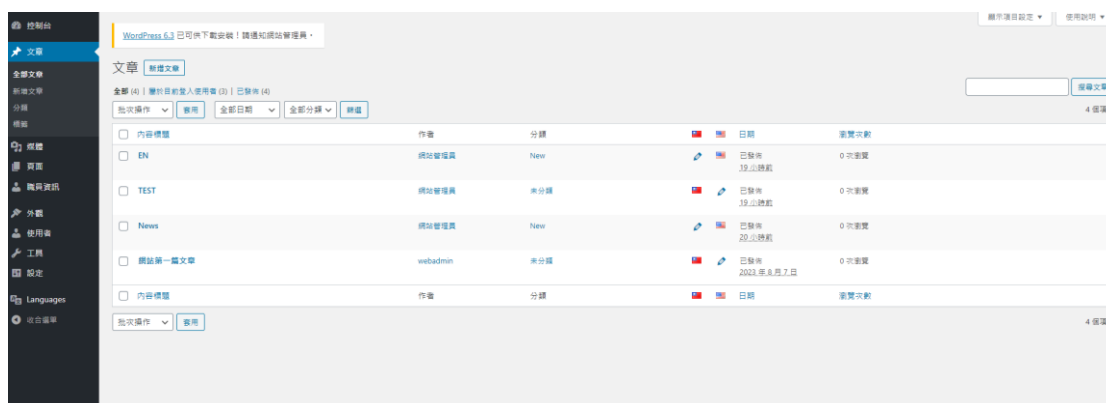 控制台
文章
全部文章
新增文章
分類
標籤
媒體
頁面
職員資訊
外觀
使用者
工具
設定
Languages
收合選單
顯示項目設定 ▼ 使用說明 ▼
WordPress 6.3 已可供下載安裝！請通知網站管理員。
文章 新增文章
全部 (4) | 屬於目前登入使用者 (3) | 已發佈 (4)
搜尋文章
批次操作 套用 全部日期 全部分類 篩選
4 個項
內容標題 作者 分類 日期 瀏覽次數
EN 網站管理員 New 已發佈 0 次瀏覽
19 小時前
TEST 網站管理員 未分類 已發佈 0 次瀏覽
19 小時前
News 網站管理員 New 已發佈 0 次瀏覽
20 小時前
網站第一篇文章 webadmin 未分類 已發佈 0 次瀏覽
2023 年 8 月 7 日
內容標題 作者 分類 日期 瀏覽次數
批次操作 套用
4 個項